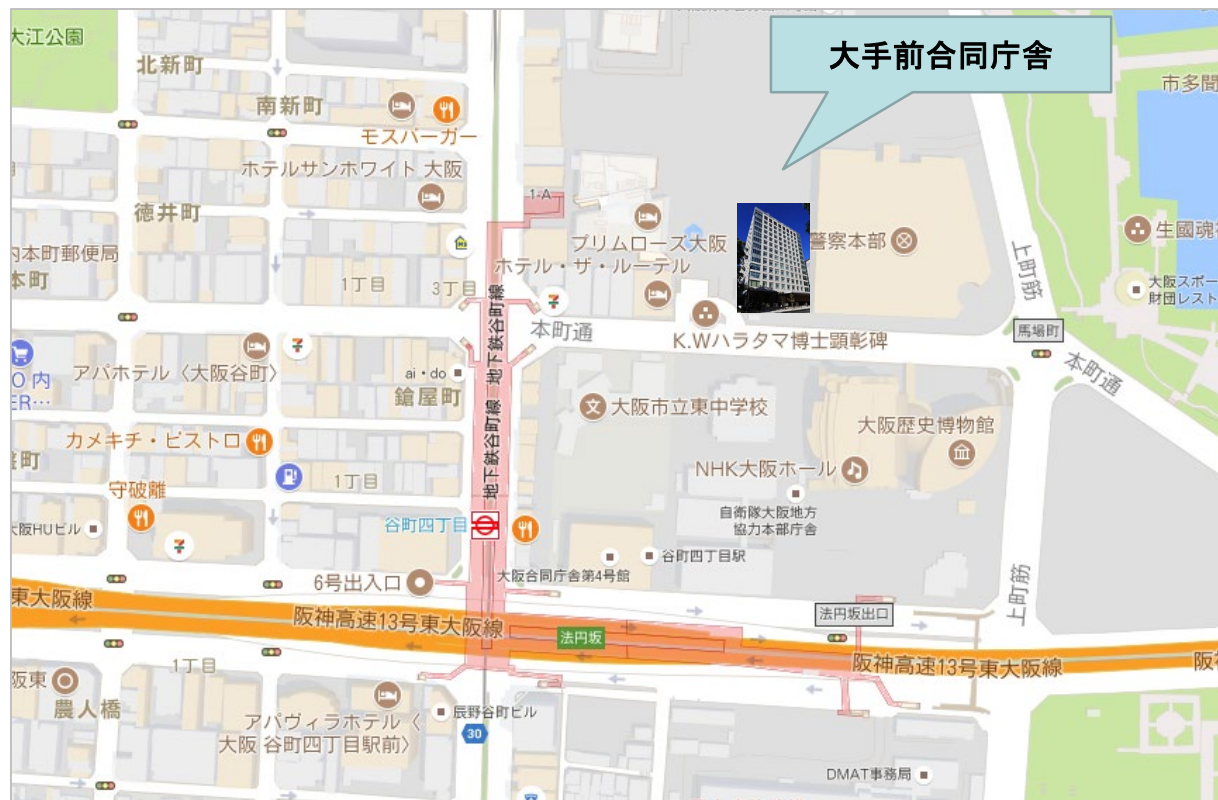 大手前合同庁舎
大江公園
北新町
南新町
モスバーガー
市多聞
ホテルサンホワイト 大阪
徳井町
1-A
プリムローズ大阪
警察本部
生國魂
内本町郵便局
本町
1丁目
3丁目
ホテル・ザ・ルーテル
上町筋
大阪スポー
財団レスト
地下鉄谷町線
地下鉄谷町線
本町通
K.Wハラタマ博士顕彰碑
馬場町
本町通
O 内
ER…
アパホテル〈大阪谷町〉
ai・do
鎗屋町
大阪市立東中学校
大阪歴史博物館
カメキチ・ビストロ
NHK大阪ホール
町
1丁目
守破離
自衛隊大阪地方
協力本部庁舎
大阪HUビル
谷町四丁目
谷町四丁目駅
大阪合同庁舎第4号館
6号出入口
上町筋
法円坂出口
東大阪線
阪神高速13号東大阪線
法円坂
阪神高速13号東大阪線
阪
1丁目
阪東
農人橋
アパヴィラホテル〈
大阪 谷町四丁目駅前〉
辰野谷町ビル
30
DMAT事務局